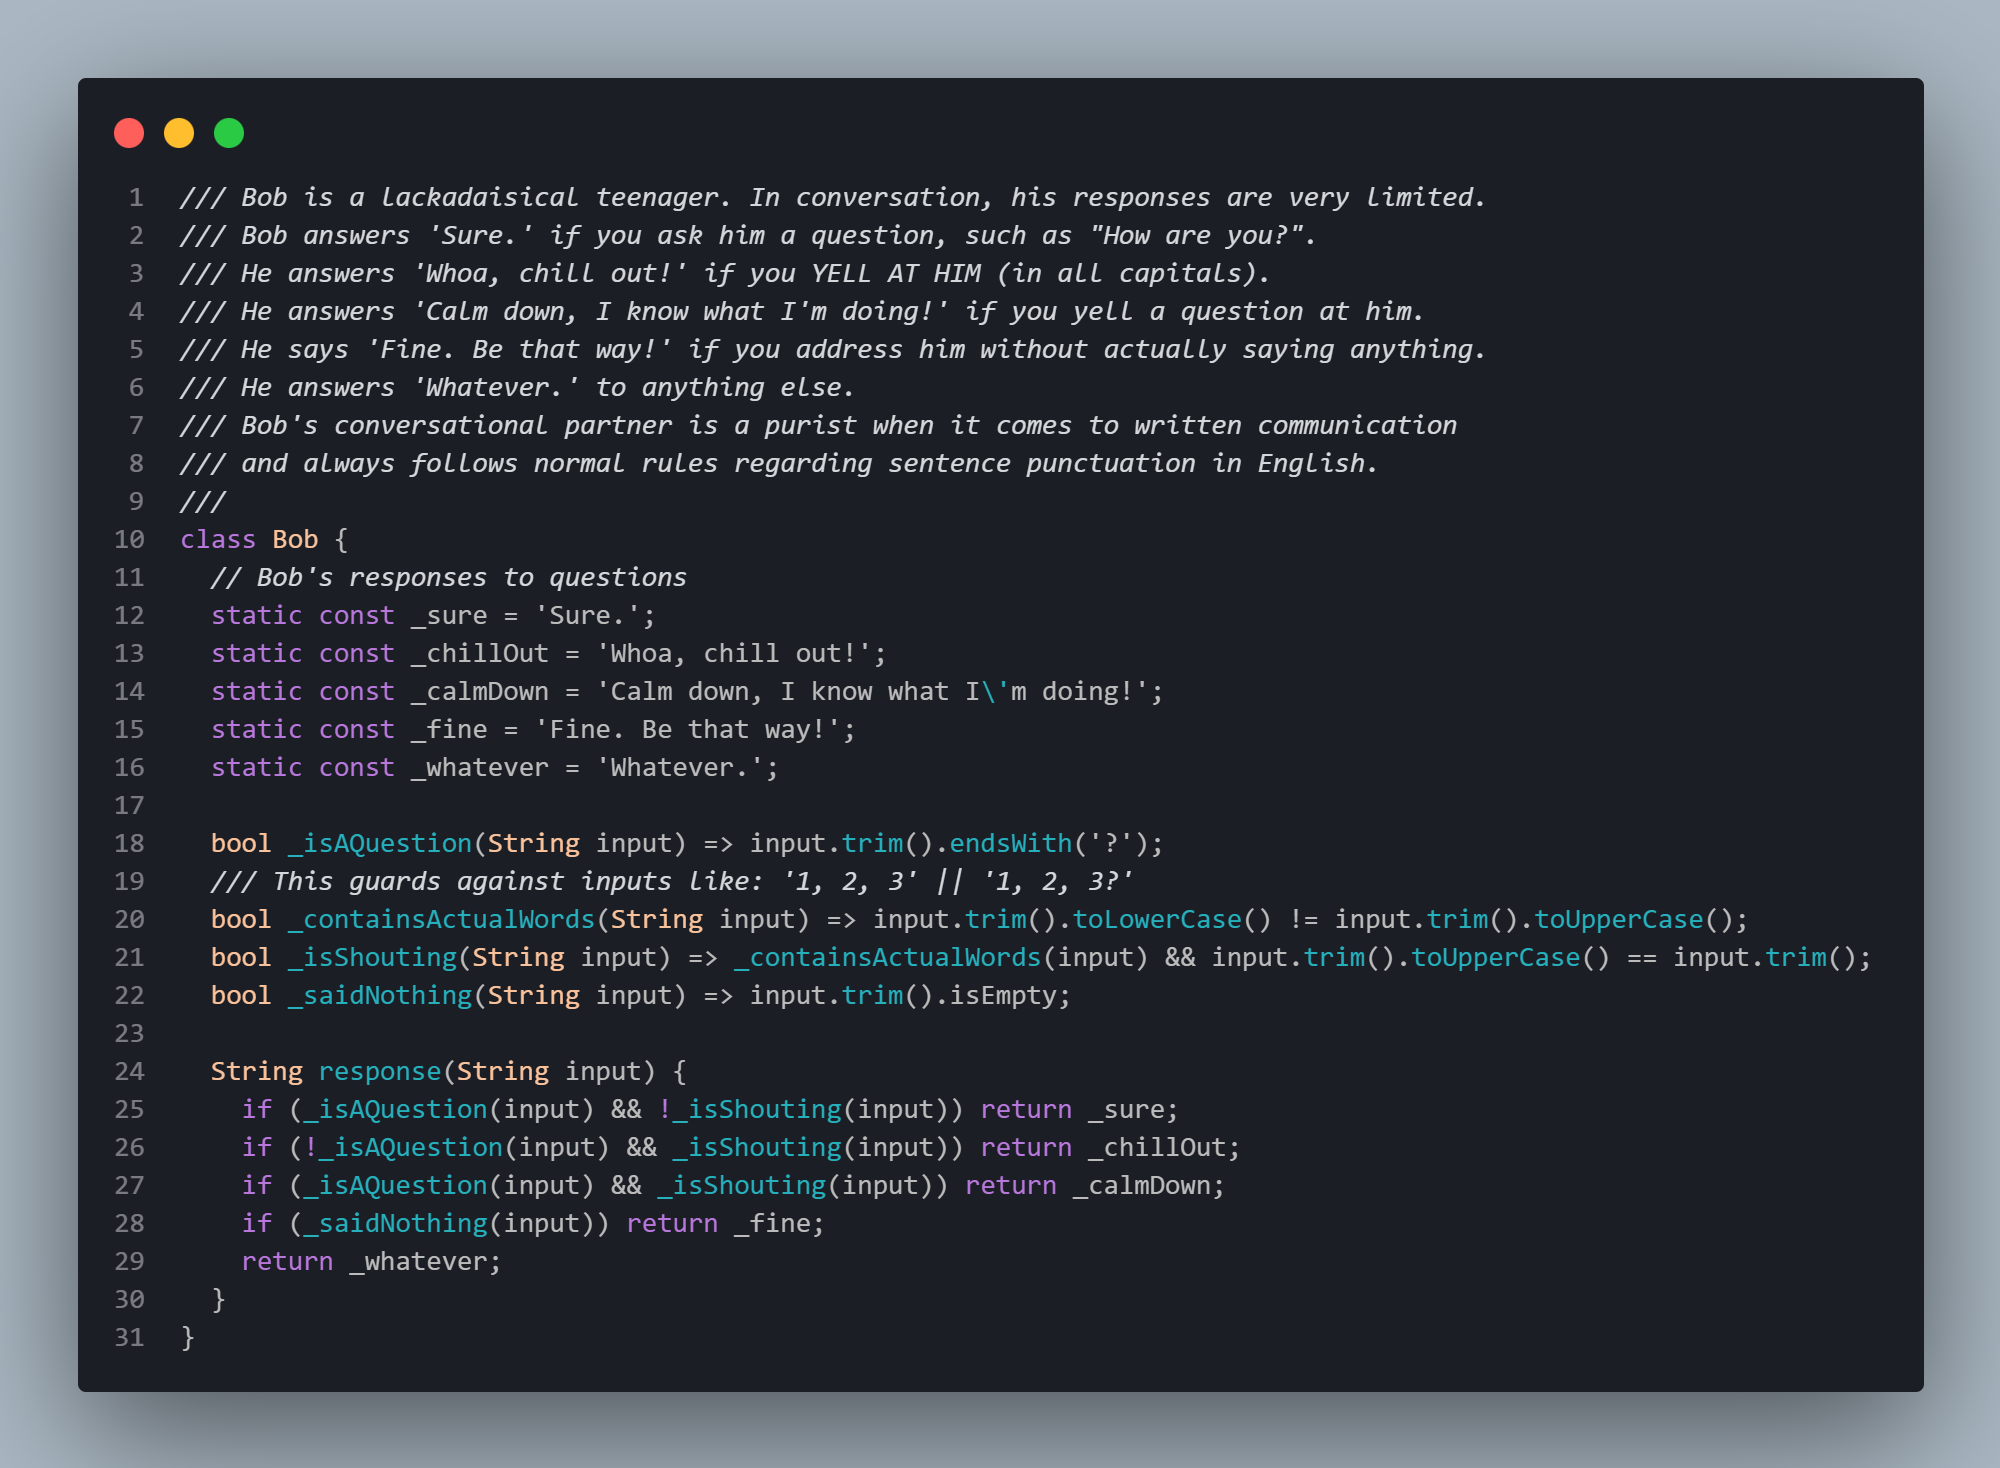 1 /// Bob is a lackadaisical teenager. In conversation, his responses are very limited.
2 /// Bob answers 'Sure.' if you ask him a question, such as "How are you?".
3 /// He answers 'Whoa, chill out!' if you YELL AT HIM (in all capitals).
4 /// He answers 'Calm down, I know what I'm doing!' if you yell a question at him.
5 /// He says 'Fine. Be that way!' if you address him without actually saying anything.
6 /// He answers 'Whatever.' to anything else.
7 /// Bob's conversational partner is a purist when it comes to written communication
8 /// and always follows normal rules regarding sentence punctuation in English.
9 ///
10 class Bob {
11   // Bob's responses to questions
12   static const _sure = 'Sure.';
13   static const _chillOut = 'Whoa, chill out!';
14   static const _calmDown = 'Calm down, I know what I\'m doing!';
15   static const _fine = 'Fine. Be that way!';
16   static const _whatever = 'Whatever.';
17
18   bool _isAQuestion(String input) => input.trim().endsWith('?');
19   /// This guards against inputs like: '1, 2, 3' || '1, 2, 3?'
20   bool _containsActualWords(String input) => input.trim().toLowerCase() != input.trim().toUpperCase();
21   bool _isShouting(String input) => _containsActualWords(input) && input.trim().toUpperCase() == input.trim();
22   bool _saidNothing(String input) => input.trim().isEmpty;
23
24   String response(String input) {
25     if (_isAQuestion(input) && !_isShouting(input)) return _sure;
26     if (!_isAQuestion(input) && _isShouting(input)) return _chillOut;
27     if (_isAQuestion(input) && _isShouting(input)) return _calmDown;
28     if (_saidNothing(input)) return _fine;
29     return _whatever;
30   }
31 }